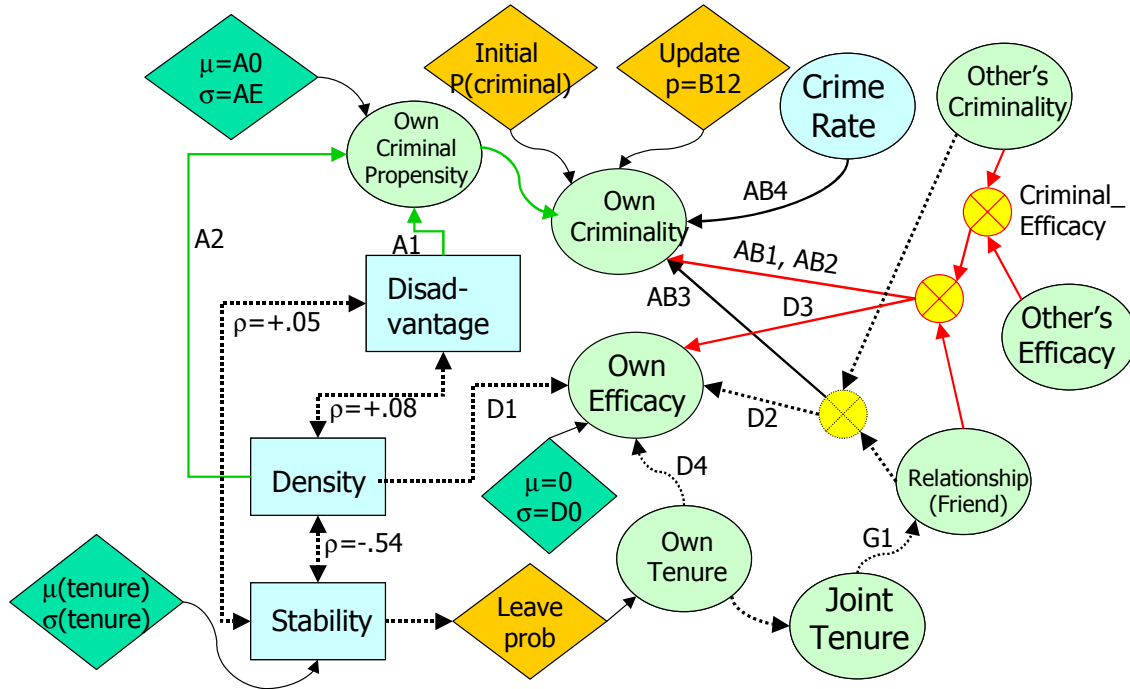 μ=A0
σ=AE
Initial
P(criminal)
Update
p=B12
Crime
Rate
Other's
Criminality
Own
Criminal
Propensity
Own
Criminality
AB4
Criminal_
Efficacy
A2
A1
AB1, AB2
AB3
D3
Disad-
vantage
ρ=+.05
Other's
Efficacy
Own
Efficacy
ρ=+.08
D1
D2
Density
μ=0
σ=D0
D4
Relationship
(Friend)
ρ=-.54
Own
Tenure
G1
μ(tenure)
σ(tenure)
Stability
Leave
prob
Joint
Tenure